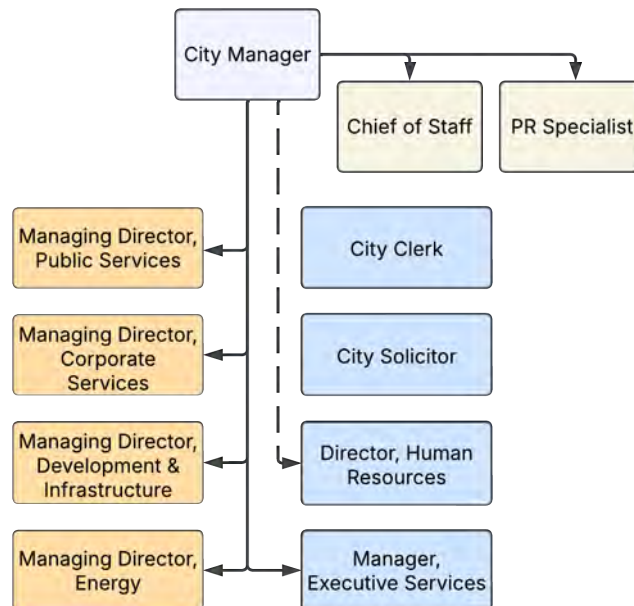 City Manager
Chief of Staff
PR Specialist
Managing Director,
Public Services
City Clerk
Managing Director,
Corporate
Services
City Solicitor
Managing Director,
Development &
Infrastructure
Director, Human
Resources
Managing Director,
Energy
Manager,
Executive Services